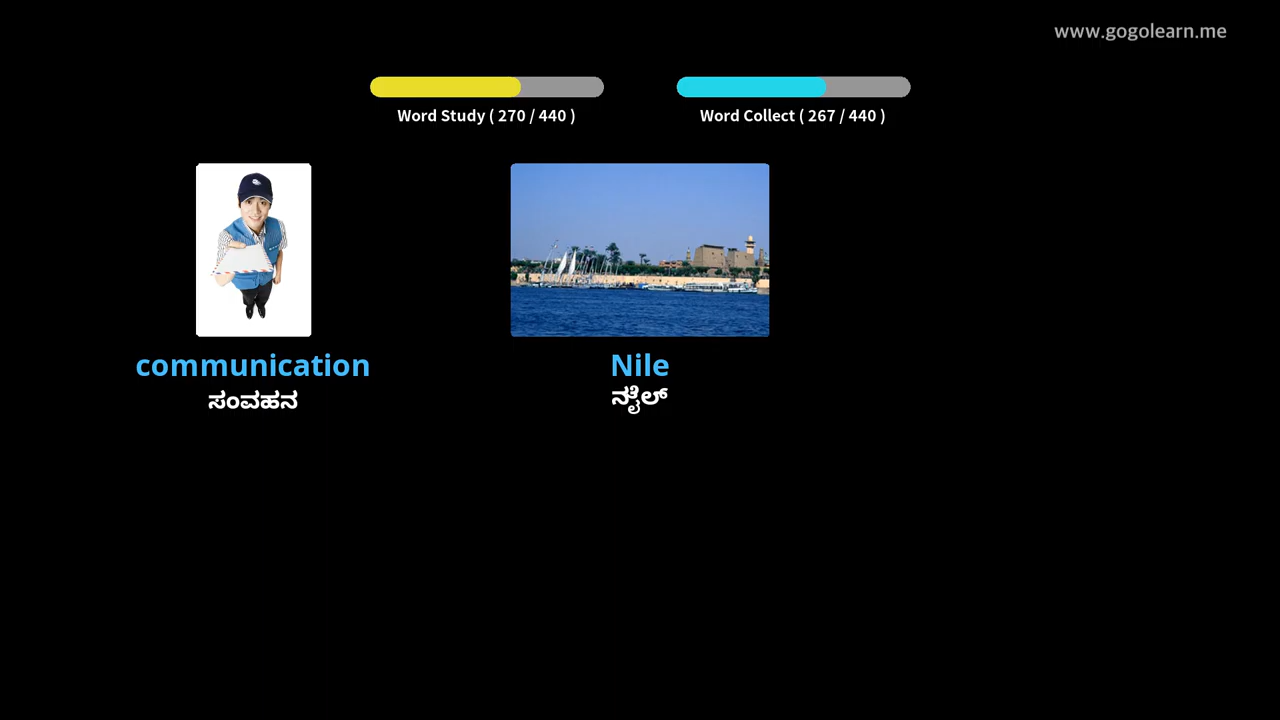 www.gogolearn.me
Word Study ( 270 / 440 )
Word Collect ( 267 / 440 )
communication
Nile
ಸಂವಹನ
ನೈಲ್